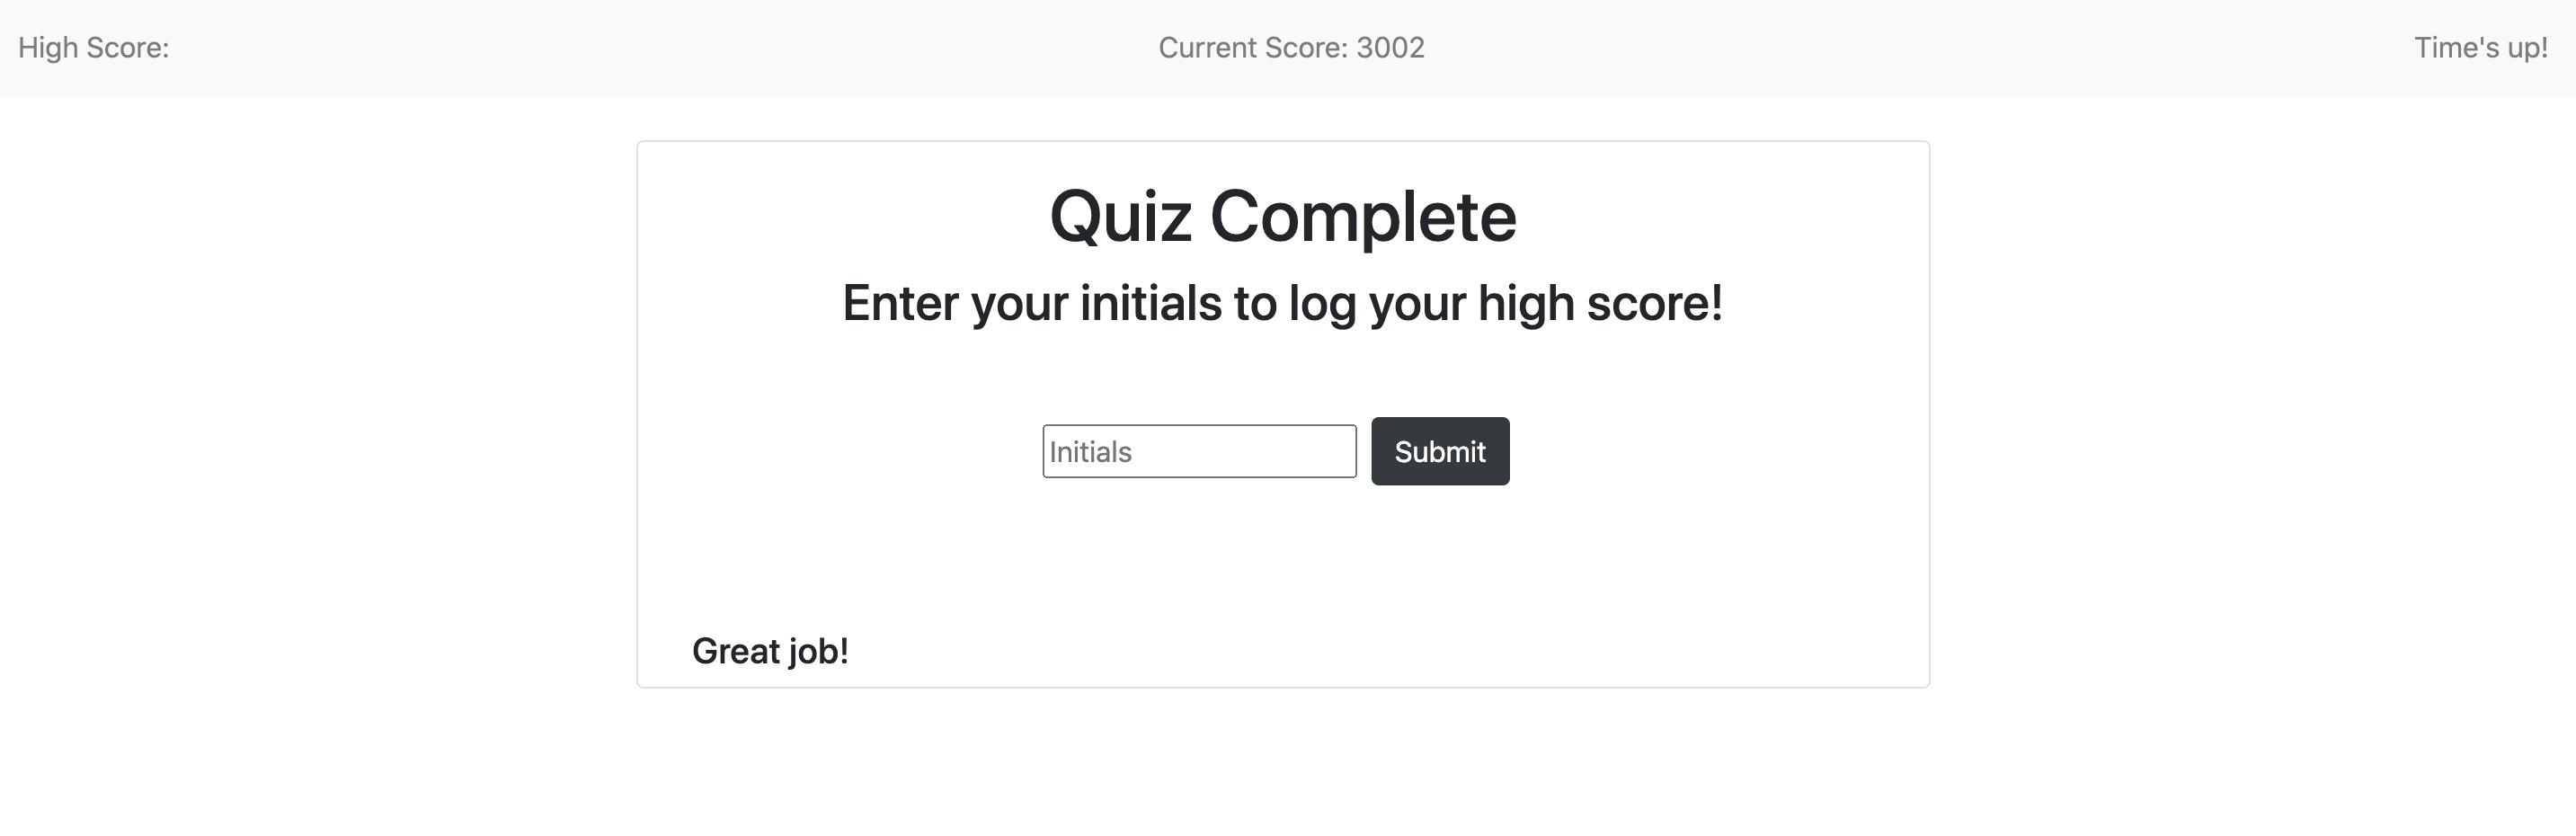 High Score:
Current Score: 3002
Time's up!
Quiz Complete
Enter your initials to log your high score!
Initials
Submit
Great job!